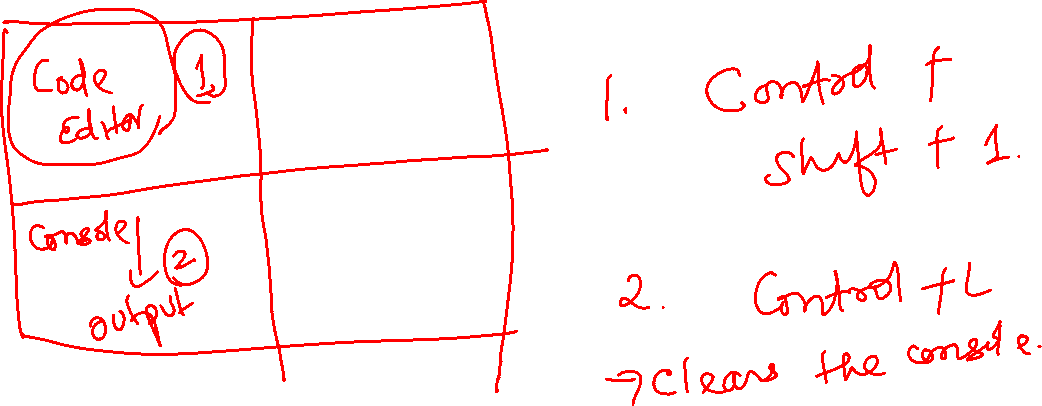 Code
Editor,
1.
Console
2
output
1. Control +
shift + 1.
2. Control + L
→ Clears the console.